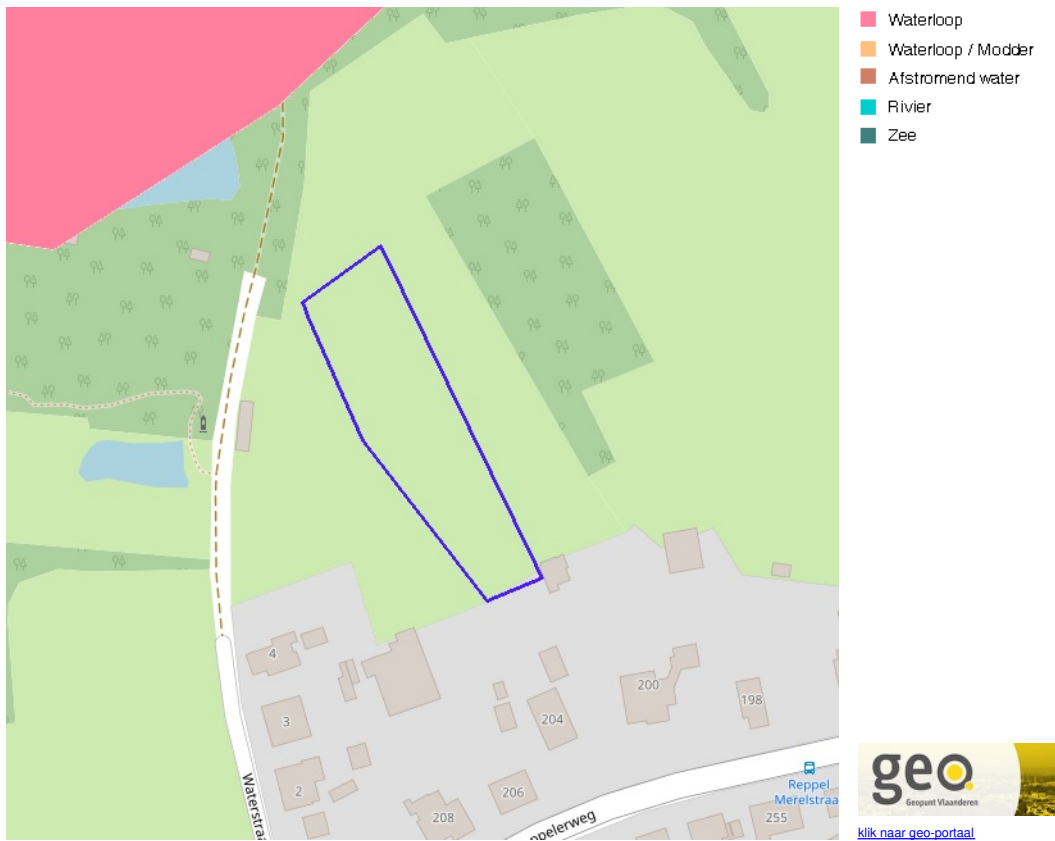 Waterloop
Waterloop / Modder
Afstromend water
Rivier
Zee
4
3
2
200
198
204
206
208
255
Waterstraa
ppelerweg
Reppel
Merelstraa
geo
Geopunt Vlaanderen
klik naar geo-portaal